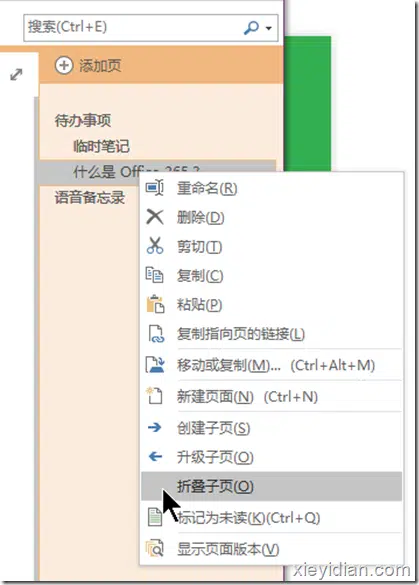 搜索(Ctrl+E)
添加页
待办事项
临时笔记
什么是 Office 365 ?
语音备忘录
重命名(R)
删除(D)
剪切(T)
复制(C)
粘贴(P)
复制指向页的链接(L)
移动或复制(M)... (Ctrl+Alt+M)
新建页面(N) (Ctrl+N)
创建子页(S)
升级子页(O)
折叠子页(O)
标记为未读(K)(Ctrl+Q)
显示页面版本(V)
xieyidian.com